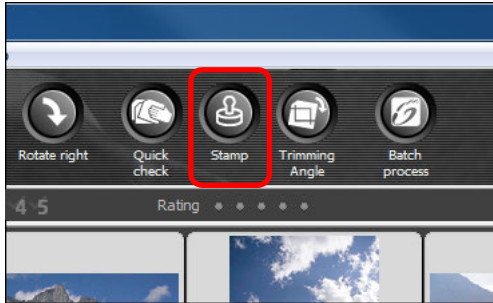 Rotate right
Quick
check
Stamp
Trimming
Angle
Batch
process
4 5 Rating